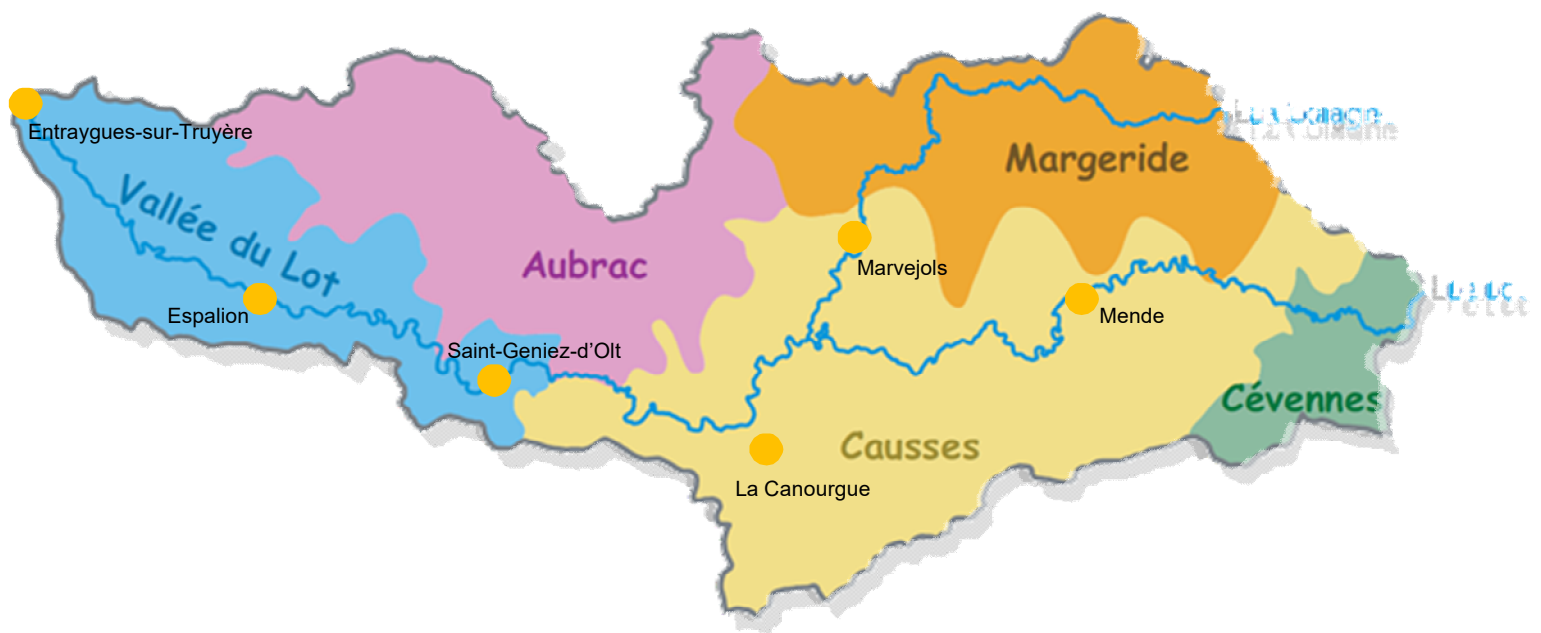 Entraygues-sur-Truyère
Margeride
Vallée du Lot
Aubrac
Marvejols
Espalion
Mende
Saint-Geniez-d’Olt
Cévennes
Causses
La Canourgue